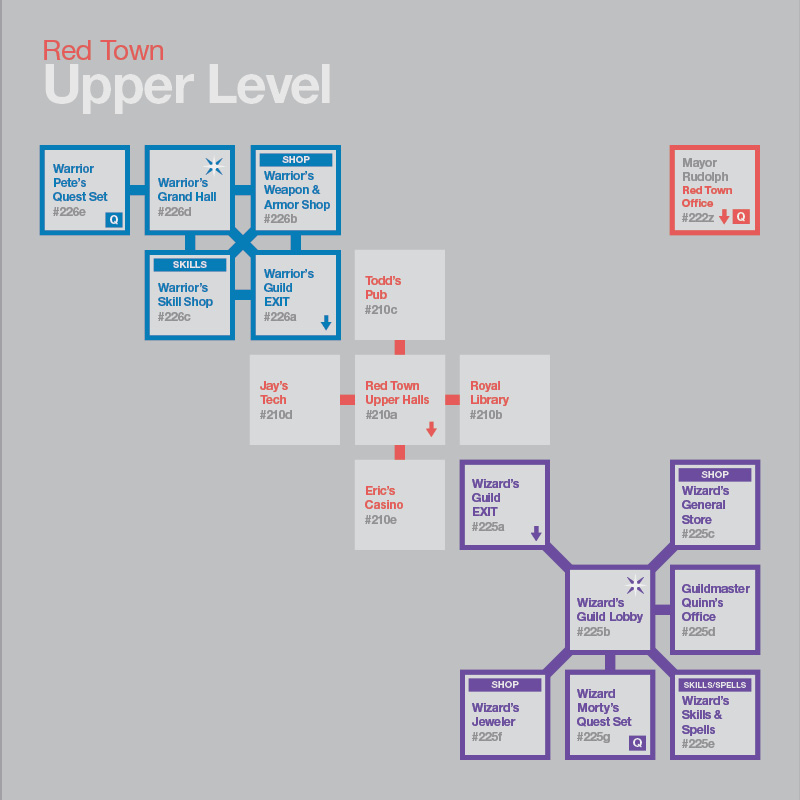 Red Town
Upper Level
Warrior
Pete's
Quest Set
#226e
Q
Warrior's
Grand Hall
#226d
SHOP
Warrior's
Weapon &
Armor Shop
#226b
Mayor
Rudolph
Red Town
Office
#222z
Q
SKILLS
Warrior's
Skill Shop
#226c
Warrior's
Guild
EXIT
#226a
Todd's
Pub
#210c
Jay's
Tech
#210d
Red Town
Upper Halls
#210a
Royal
Library
#210b
Eric's
Casino
#210e
Wizard's
Guild
EXIT
#225a
SHOP
Wizard's
General
Store
#225c
Wizard's
Guild Lobby
#225b
Guildmaster
Quinn's
Office
#225d
SHOP
Wizard's
Jeweler
#225f
Wizard
Morty's
Quest Set
#225g
Q
SKILLS/SPELLS
Wizard's
Skills &
Spells
#225e